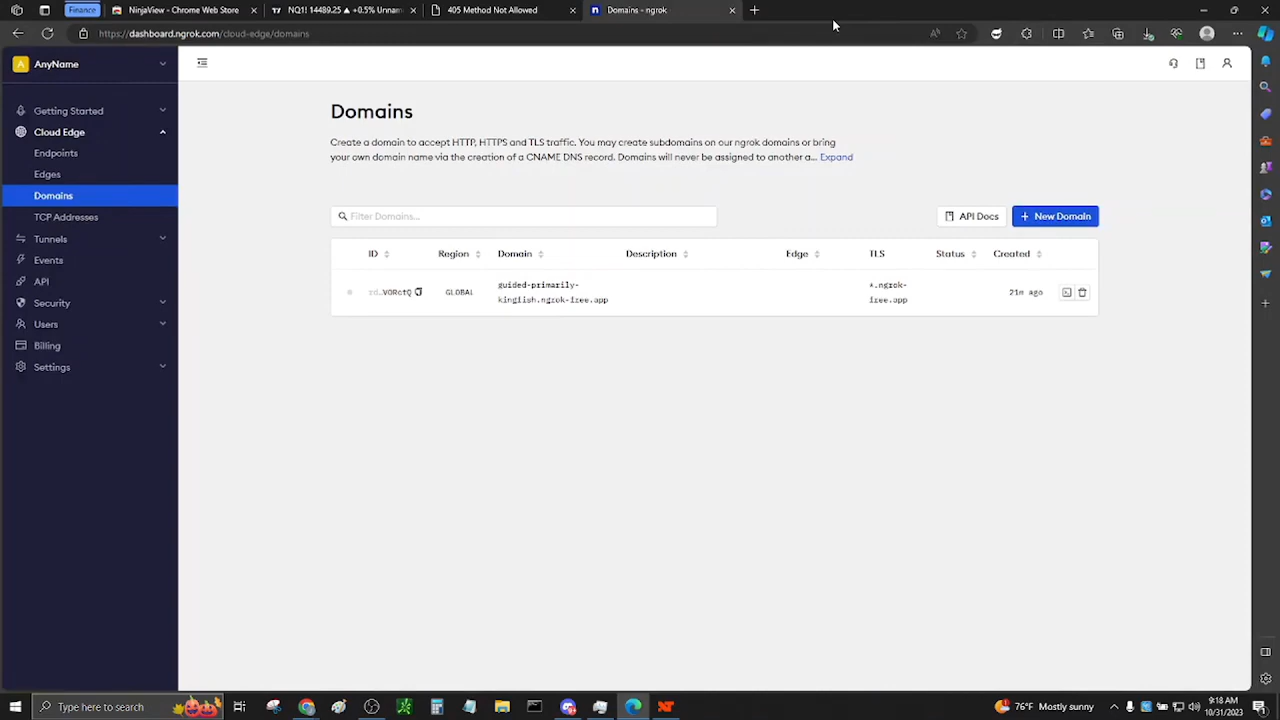 Finance
NinjaView - Chrome Web Store
NQ1! 14489.25 ▲ +0.5% Unnam
405 Method Not Allowed
Domains - ngrok
https://dashboard.ngrok.com/cloud-edge/domains
A AnyName
Getting Started
Cloud Edge
Endpoints
Edges
Domains
TCP Addresses
Tunnels
Events
API
Security
Users
Billing
Settings
Domains
Create a domain to accept HTTP, HTTPS and TLS traffic. You may create subdomains on our ngrok domains or bring
your own domain name via the creation of a CNAME DNS record. Domains will never be assigned to another a... Expand
Filter Domains...
API Docs
+ New Domain
ID Region Domain Description Edge TLS Status Created
rd_VORctQ GLOBAL guided-primarily- *.ngrok- 21m ago
kingfish.ngrok-free.app free.app
Type here to search
76°F Mostly sunny
9:18 AM
10/31/2023